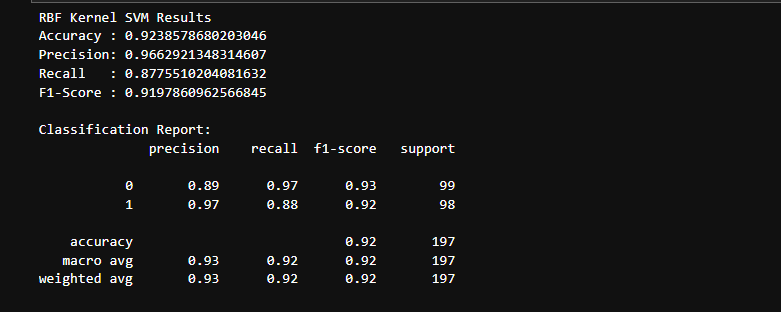 RBF Kernel SVM Results
Accuracy : 0.9238578680203046
Precision: 0.9662921348314607
Recall   : 0.8775510204081632
F1-Score : 0.9197860962566845
Classification Report:
              precision    recall  f1-score   support
           0       0.89      0.97      0.93        99
           1       0.97      0.88      0.92        98
    accuracy                           0.92       197
   macro avg       0.93      0.92      0.92       197
weighted avg       0.93      0.92      0.92       197